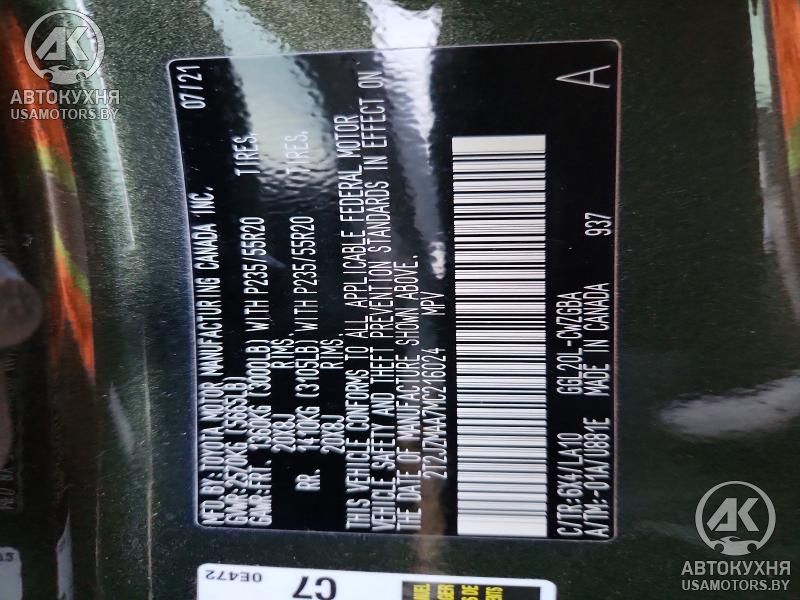 AK
АВТОКУХНЯ
USAMOTORS.BY
MFD BY: TOYOTA MOTOR MANUFACTURING CANADA INC. 07/21
GVWR: 2570KG (5665LB)
GAWR: FRT. 1360KG (3000LB) WITH P235/55R20 TIRES,
20X8J RIMS.
RR. 1410KG (3105LB) WITH P235/55R20 TIRES,
20X8J RIMS.
THIS VEHICLE CONFORMS TO ALL APPLICABLE FEDERAL MOTOR
VEHICLE SAFETY AND THEFT PREVENTION STANDARDS IN EFFECT ON
THE DATE OF MANUFACTURE SHOWN ABOVE.
2T2JZMAA7MC216024 MPV
C/TR: 6X4/LA10 GGL20L-CWZGBA A
A/TM:-01A/U881E MADE IN CANADA 937
0E472
C7
AK
АВТОКУХНЯ
USAMOTORS.BY